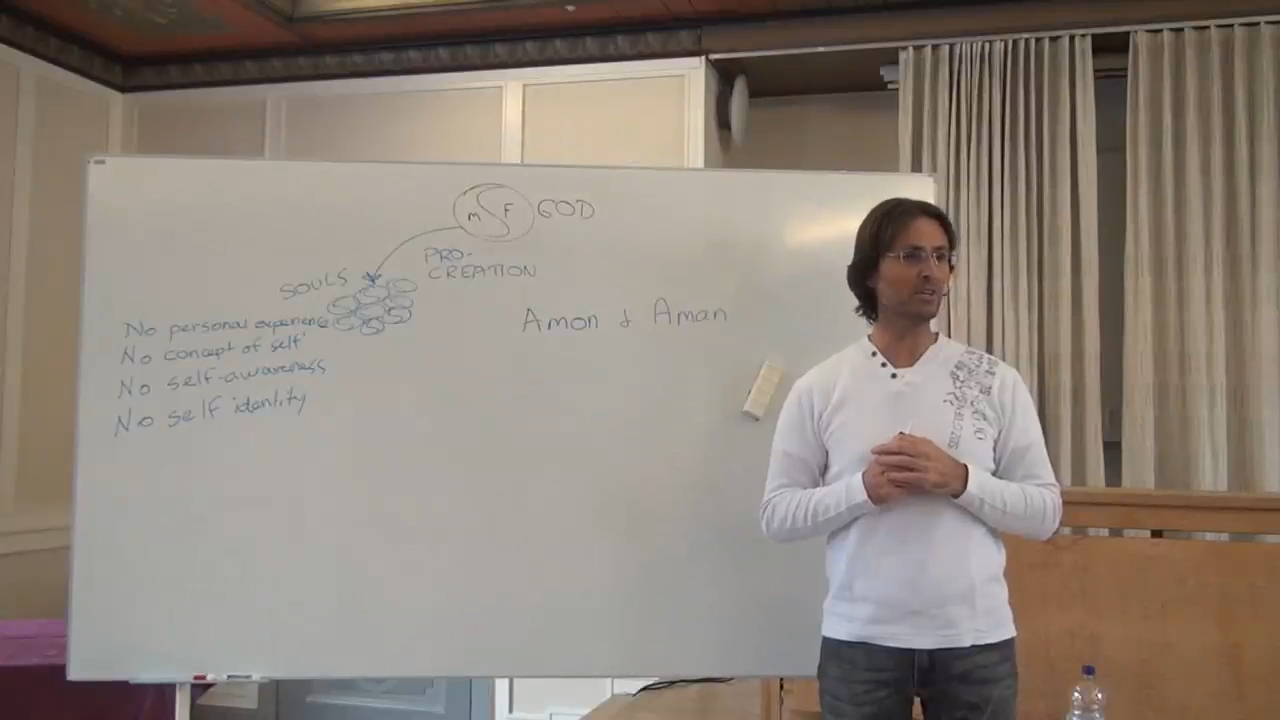 M F GOD
PRO-
CREATION
SOULS
No personal experience
No concept of self
No self-awareness
No self identity
Amon & Aman